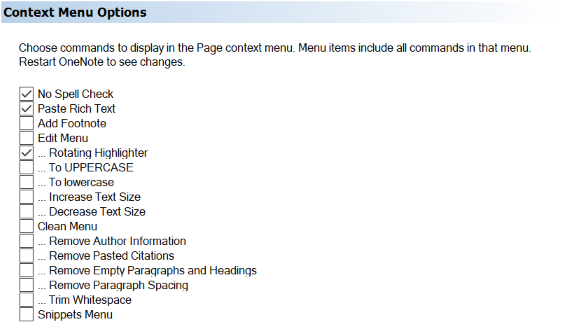 Context Menu Options
Choose commands to display in the Page context menu. Menu items include all commands in that menu.
Restart OneNote to see changes.
No Spell Check
Paste Rich Text
Add Footnote
Edit Menu
... Rotating Highlighter
... To UPPERCASE
... To lowercase
... Increase Text Size
... Decrease Text Size
Clean Menu
... Remove Author Information
... Remove Pasted Citations
... Remove Empty Paragraphs and Headings
... Remove Paragraph Spacing
... Trim Whitespace
Snippets Menu